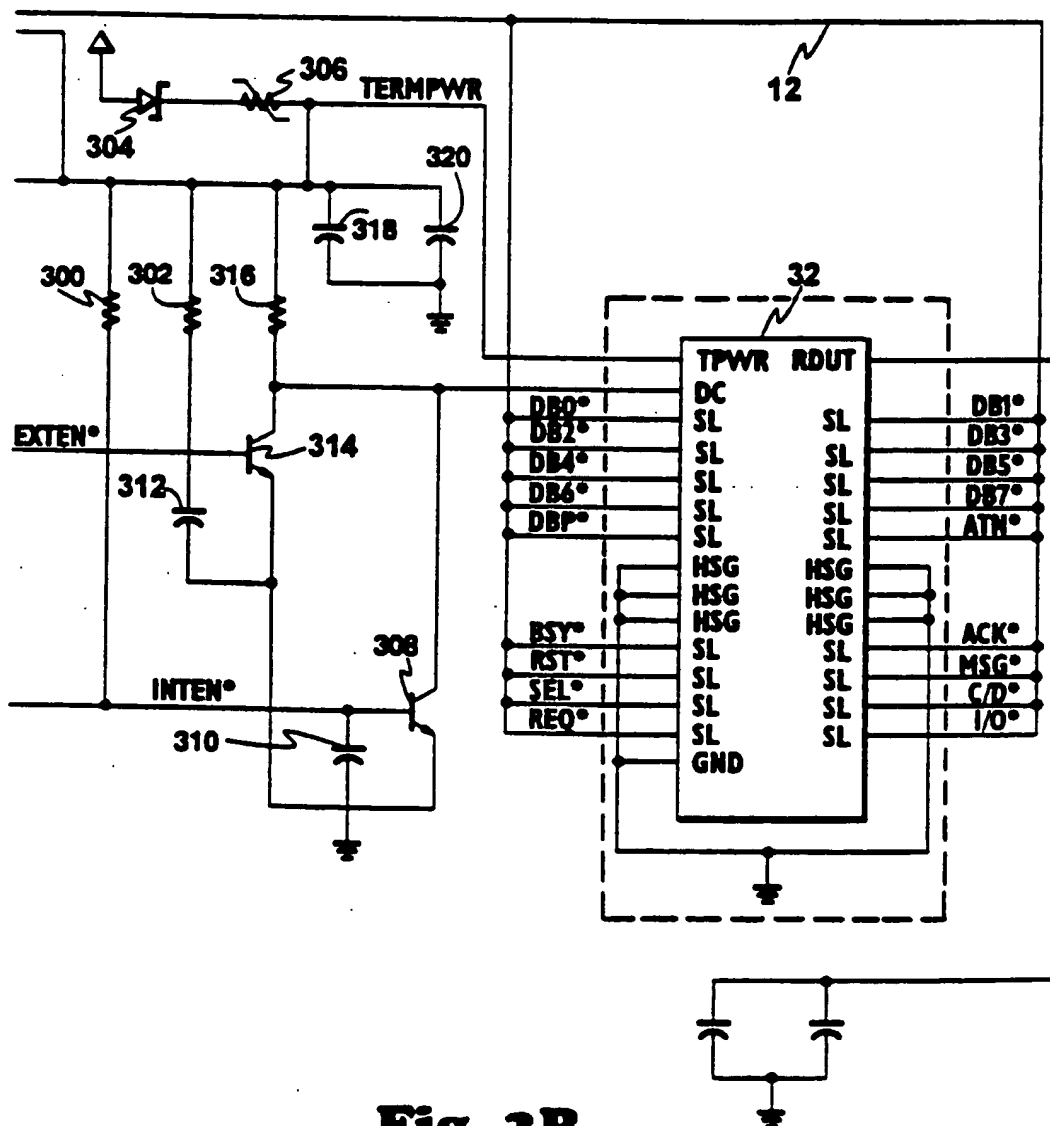 306
TERMPWR
12
304
320
318
300
302
316
32
TPWR RDUT
DC
DB0* SL SL DB1*
DB2* SL SL DB3*
EXTEN*
314
DB4* SL SL DB5*
312
DB6* SL SL DB7*
DBP* SL SL ATN*
HSG HSG
HSG HSG
HSG HSG
BSY* SL SL ACK*
308
RST* SL SL MSG*
INTEN*
SEL* SL SL C/D*
REQ* SL SL I/O*
310
GND